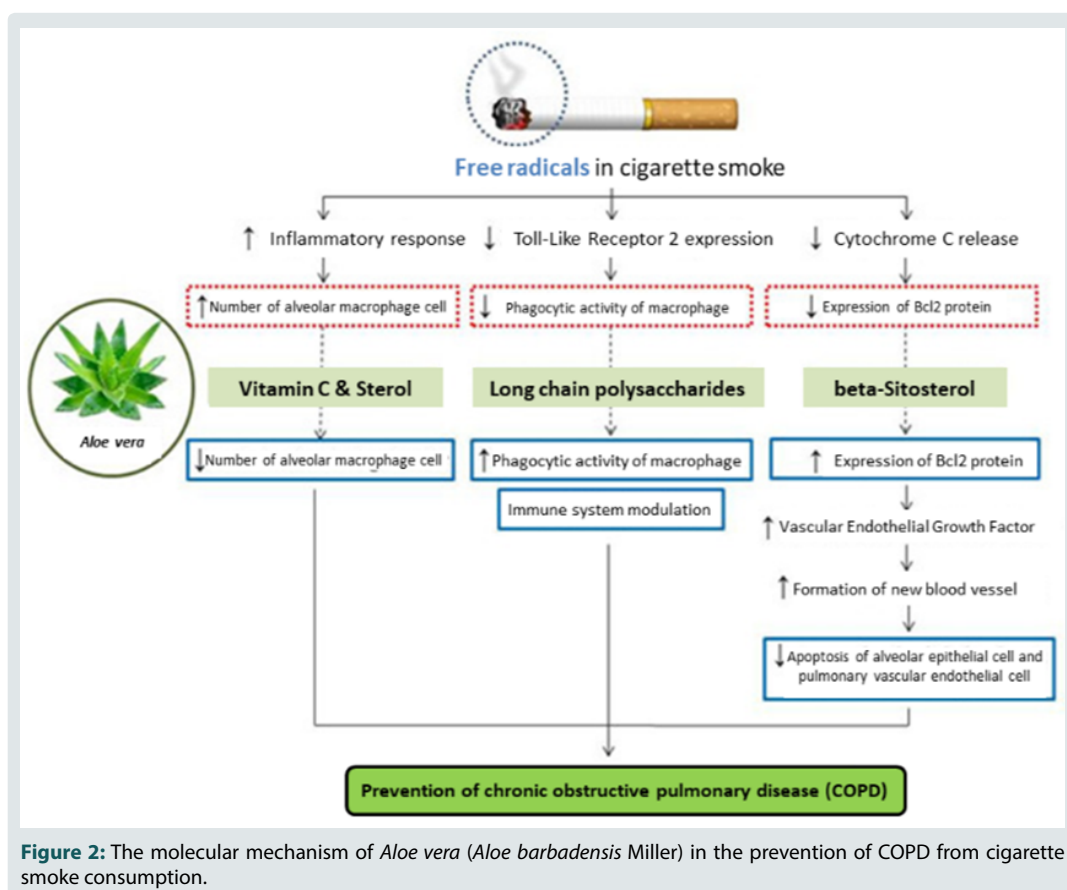 Free radicals in cigarette smoke
↑ Inflammatory response ↓ Toll-Like Receptor 2 expression ↓ Cytochrome C release
↑ Number of alveolar macrophage cell ↓ Phagocytic activity of macrophage ↓ Expression of Bcl2 protein
Vitamin C & Sterol Long chain polysaccharides beta-Sitosterol
Aloe vera
↓ Number of alveolar macrophage cell ↑ Phagocytic activity of macrophage ↑ Expression of Bcl2 protein
Immune system modulation
↑ Vascular Endothelial Growth Factor
↑ Formation of new blood vessel
↓ Apoptosis of alveolar epithelial cell and
pulmonary vascular endothelial cell
Prevention of chronic obstructive pulmonary disease (COPD)
Figure 2: The molecular mechanism of Aloe vera (Aloe barbadensis Miller) in the prevention of COPD from cigarette
smoke consumption.